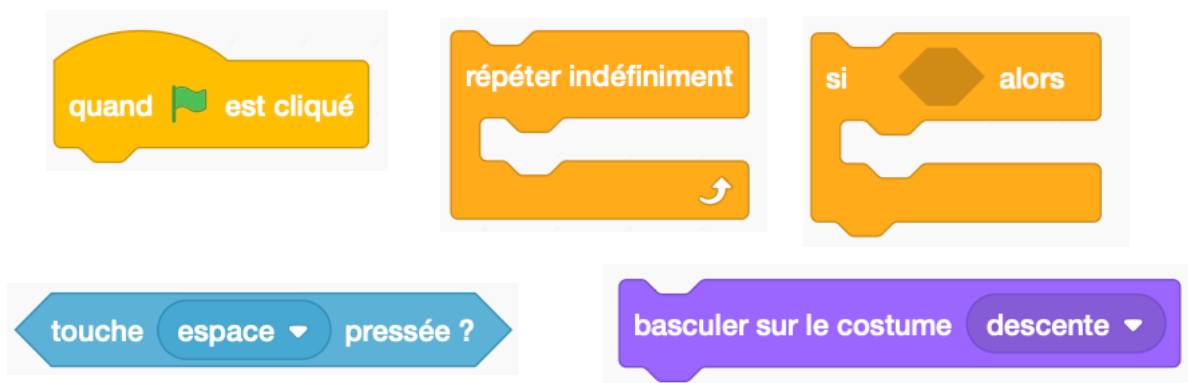 quand est cliqué
répéter indéfiniment
si alors
touche espace pressée ?
basculer sur le costume descente